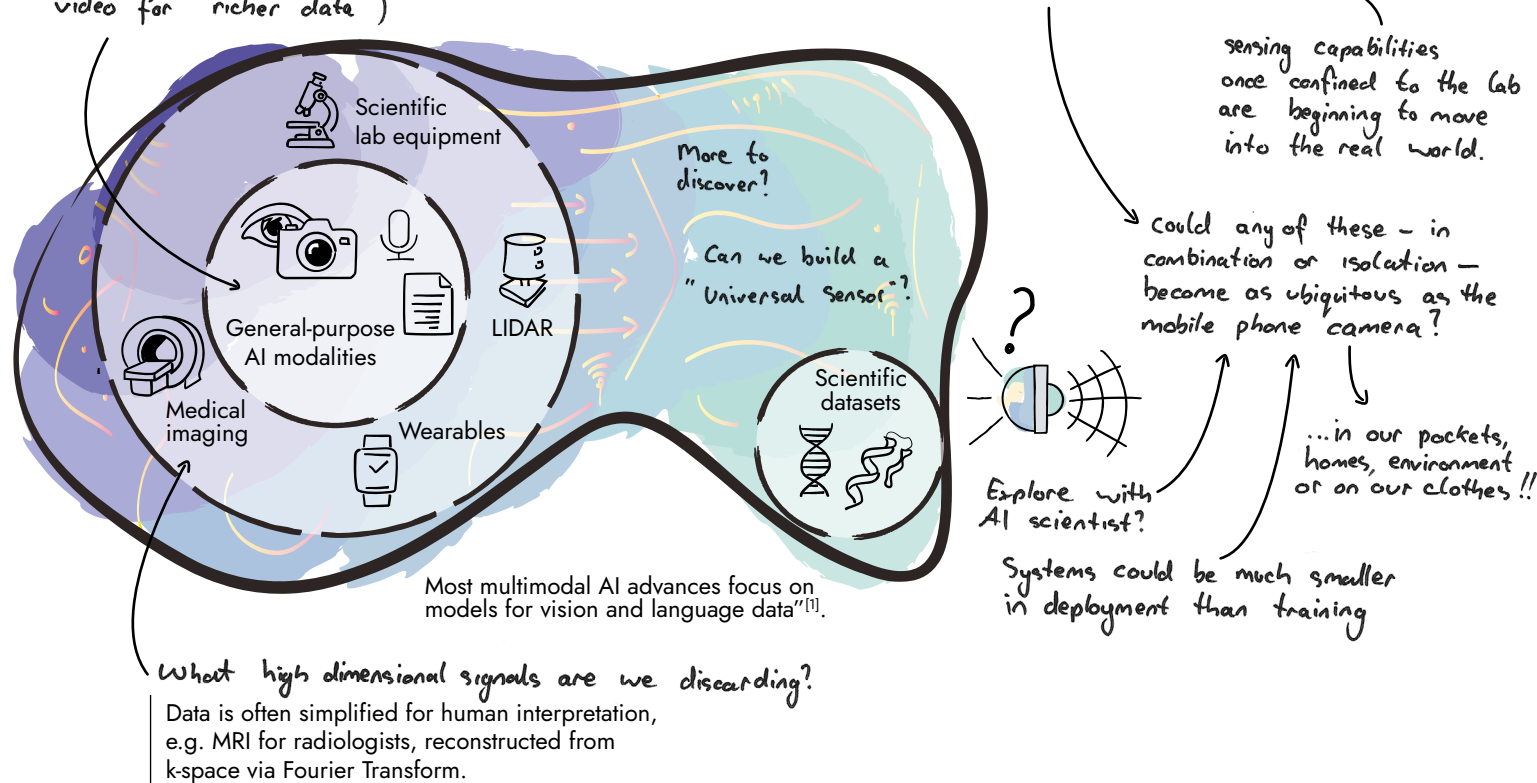 video for richer data )
sensing capabilities
once confined to the lab
are beginning to move
into the real world.
Scientific
lab equipment
More to
discover?
Can we build a
"Universal Sensor"?
General-purpose
AI modalities
LIDAR
Medical
imaging
Wearables
Scientific
datasets
?
could any of these – in
combination or isolation –
become as ubiquitous as the
mobile phone camera?
...in our pockets,
homes, environment
or on our clothes!!
Explore with
AI scientist?
Systems could be much smaller
in deployment than training
Most multimodal AI advances focus on
models for vision and language data”[1].
What high dimensional signals are we discarding?
Data is often simplified for human interpretation,
e.g. MRI for radiologists, reconstructed from
k-space via Fourier Transform.